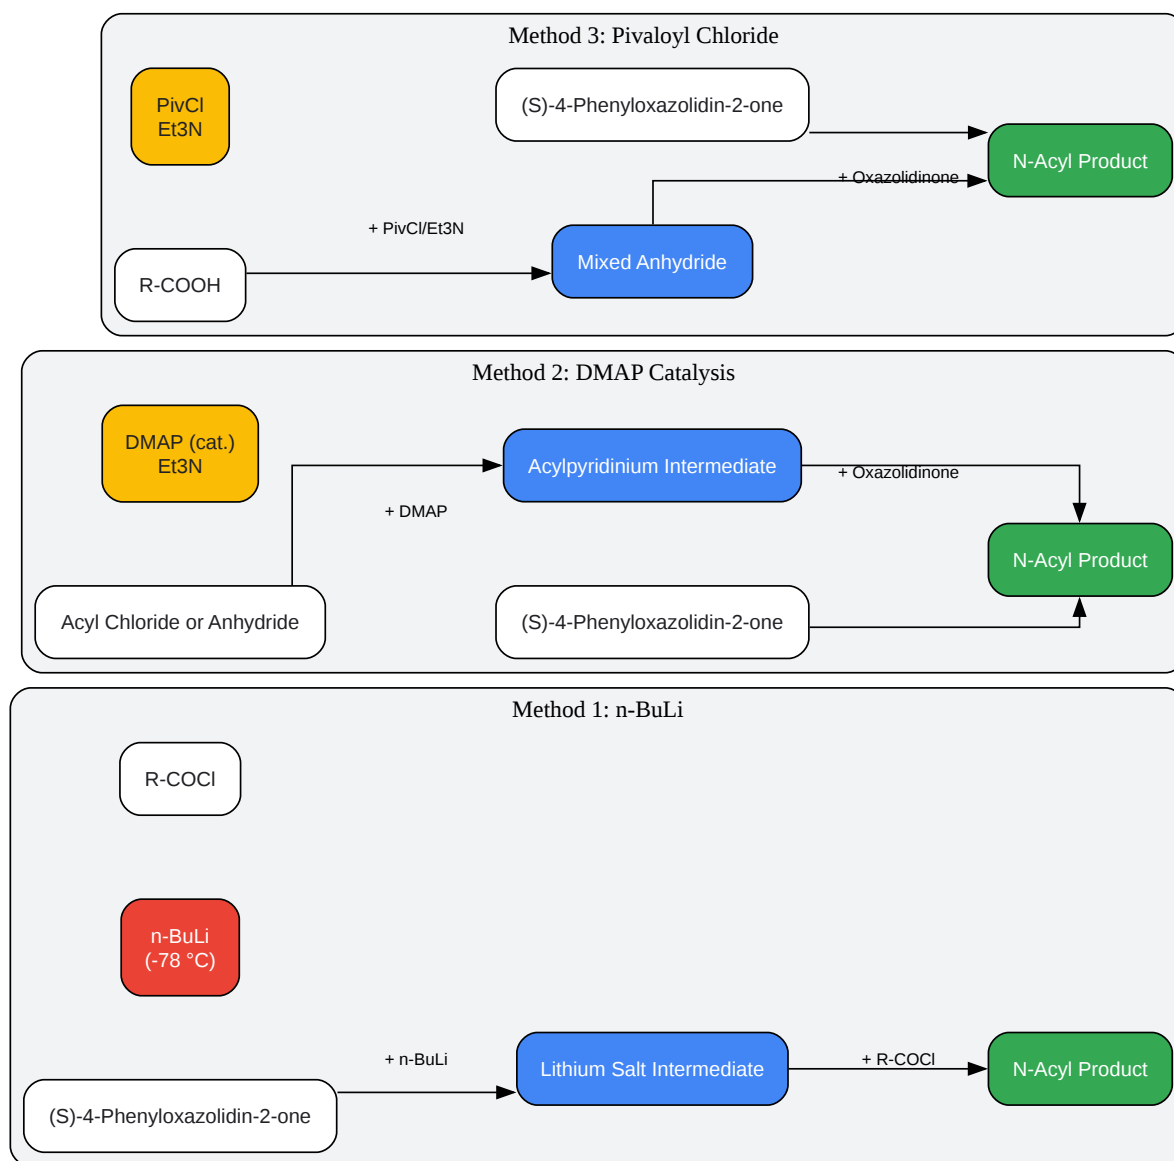 Method 3: Pivaloyl Chloride
PivCl
Et3N
(S)-4-Phenyloxazolidin-2-one
N-Acyl Product
+ Oxazolidinone
+ PivCl/Et3N
Mixed Anhydride
R-COOH
Method 2: DMAP Catalysis
DMAP (cat.)
Et3N
Acylpyridinium Intermediate
+ Oxazolidinone
+ DMAP
N-Acyl Product
Acyl Chloride or Anhydride
(S)-4-Phenyloxazolidin-2-one
Method 1: n-BuLi
R-COCl
n-BuLi
(-78 °C)
+ n-BuLi
Lithium Salt Intermediate
+ R-COCl
N-Acyl Product
(S)-4-Phenyloxazolidin-2-one